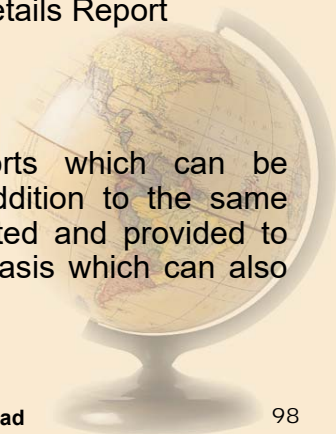 etails Report
rts which can be
ddition to the same
ted and provided to
asis which can also
ad 98